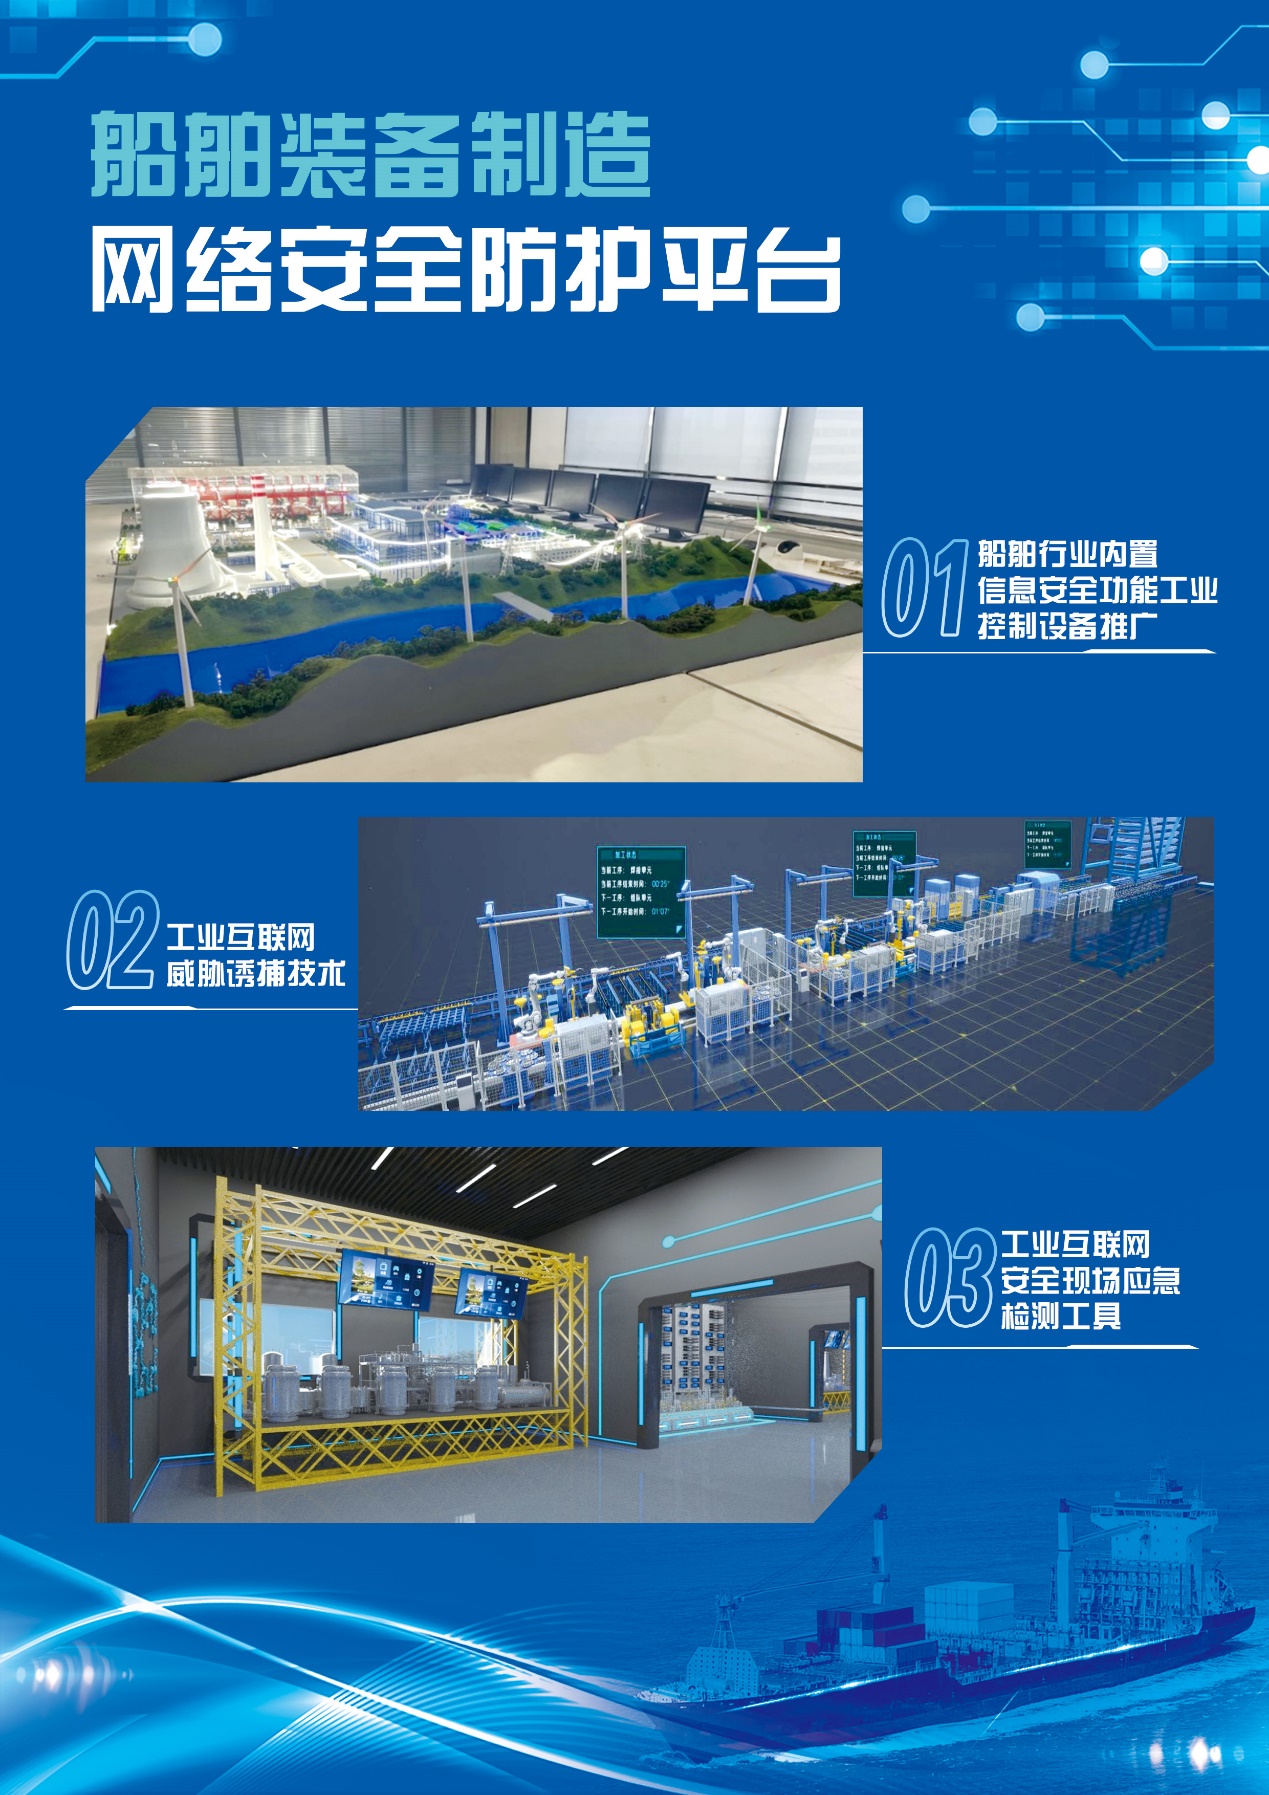 船舶装备制造
网络安全防护平台
01
船舶行业内置
信息安全功能工业
控制设备推广
加工状态
当前工序： 焊接单元
当前工序结束时间： 00'25"
下一工序： 组队单元
下一工序开始时间： 01'07"
02
工业互联网
威胁诱捕技术
03
工业互联网
安全现场应急
检测工具